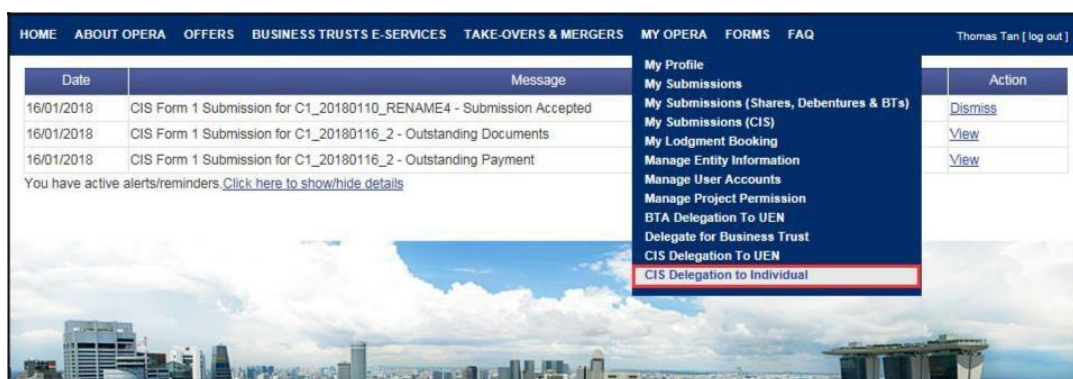 HOME ABOUT OPERA OFFERS BUSINESS TRUSTS E-SERVICES TAKE-OVERS & MERGERS MY OPERA FORMS FAQ Thomas Tan [ log out ]
Date Message Action
16/01/2018 CIS Form 1 Submission for C1_20180110_RENAME4 - Submission Accepted Dismiss
16/01/2018 CIS Form 1 Submission for C1_20180116_2 - Outstanding Documents View
16/01/2018 CIS Form 1 Submission for C1_20180116_2 - Outstanding Payment View
You have active alerts/reminders.Click here to show/hide details
My Profile
My Submissions
My Submissions (Shares, Debentures & BTs)
My Submissions (CIS)
My Lodgment Booking
Manage Entity Information
Manage User Accounts
Manage Project Permission
BTA Delegation To UEN
Delegate for Business Trust
CIS Delegation To UEN
CIS Delegation to Individual